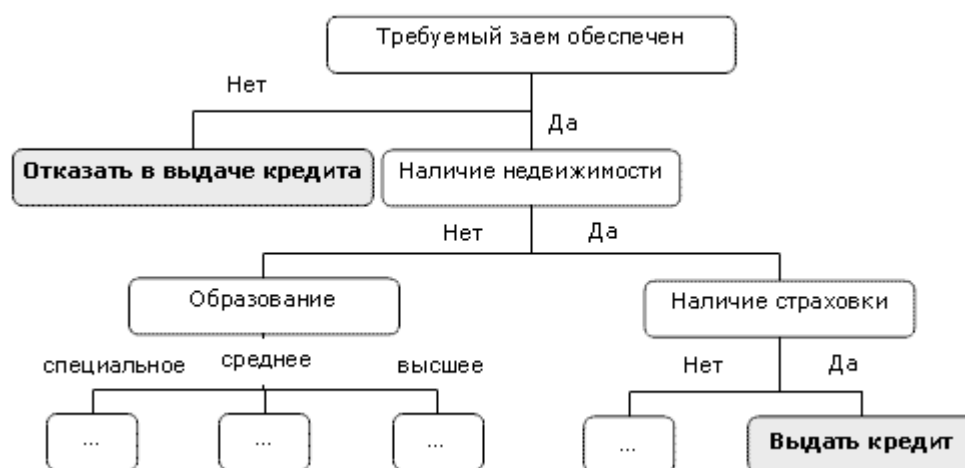 Требуемый заем обеспечен
Нет
Да
Отказать в выдаче кредита
Наличие недвижимости
Нет
Да
Образование
Наличие страховки
специальное
среднее
высшее
Нет
Да
...
...
...
...
Выдать кредит